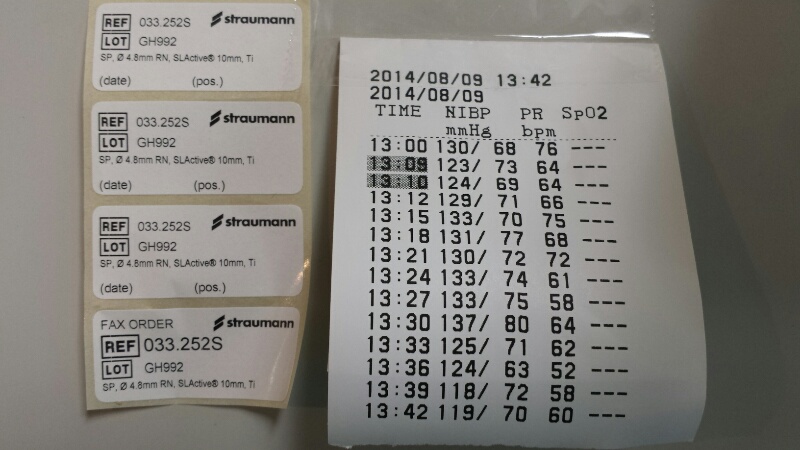 REF 033.252S straumann
LOT GH992
SP, Ø 4.8mm RN, SLActive® 10mm, Ti
(date) (pos.)
REF 033.252S straumann
LOT GH992
SP, Ø 4.8mm RN, SLActive® 10mm, Ti
(date) (pos.)
REF 033.252S straumann
LOT GH992
SP, Ø 4.8mm RN, SLActive® 10mm, Ti
(date) (pos.)
FAX ORDER straumann
REF 033.252S
LOT GH992
SP, Ø 4.8mm RN, SLActive® 10mm, Ti
2014/08/09 13:42
2014/08/09
TIME NIBP PR SpO2
mmHg bpm
13:00 130/ 68 76 ---
13:09 123/ 73 64 ---
13:10 124/ 69 64 ---
13:12 129/ 71 66 ---
13:15 133/ 70 75 ---
13:18 131/ 77 68 ---
13:21 130/ 72 72 ---
13:24 133/ 74 61 ---
13:27 133/ 75 58 ---
13:30 137/ 80 64 ---
13:33 125/ 71 62 ---
13:36 124/ 63 52 ---
13:39 118/ 72 58 ---
13:42 119/ 70 60 ---